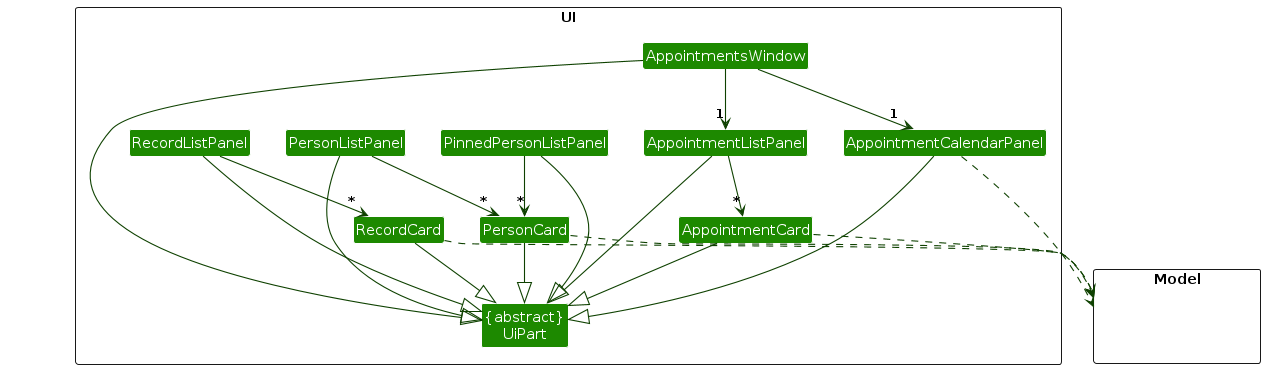 UI
AppointmentsWindow
1
1
RecordListPanel
PersonListPanel
PinnedPersonListPanel
AppointmentListPanel
AppointmentCalendarPanel
*
*
*
*
RecordCard
PersonCard
AppointmentCard
Model
{abstract}
UiPart